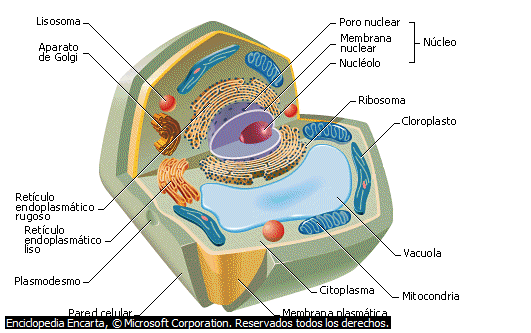 Lisosoma
Aparato
de Golgi
Poro nuclear
Membrana
nuclear
Nucléolo
Núcleo
Ribosoma
Cloroplasto
Retículo
endoplasmático
rugoso
Retículo
endoplasmático
liso
Plasmodesmo
Pared celular
Membrana plasmática
Citoplasma
Mitocondria
Vacuola
Enciclopedia Encarta, © Microsoft Corporation. Reservados todos los derechos.